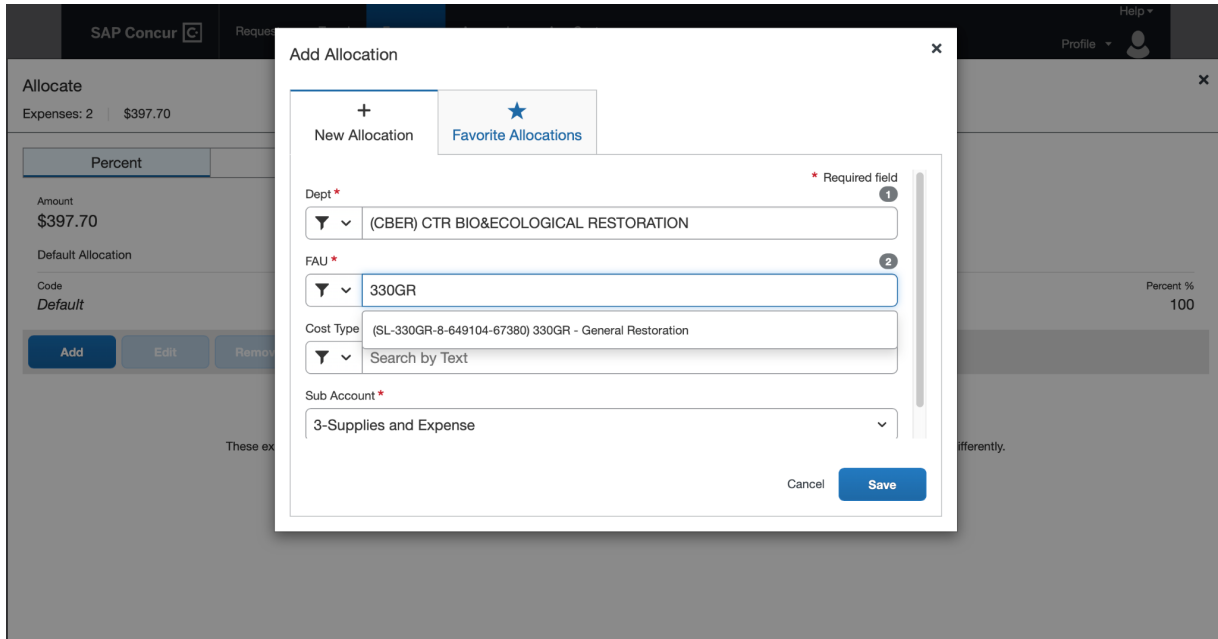 Help
SAP Concur C
Reques
Profile
Add Allocation
Allocate
Expenses: 2 $397.70
New Allocation
Favorite Allocations
Percent
* Required field
Dept *
1
Amount
$397.70
(CBER) CTR BIO&ECOLOGICAL RESTORATION
Default Allocation
FAU *
2
Code
Percent %
Default
100
330GR
(SL-330GR-8-649104-67380) 330GR - General Restoration
Cost Type
Add Edit Remov
Search by Text
Sub Account *
3-Supplies and Expense
These ex
ifferently.
Cancel Save